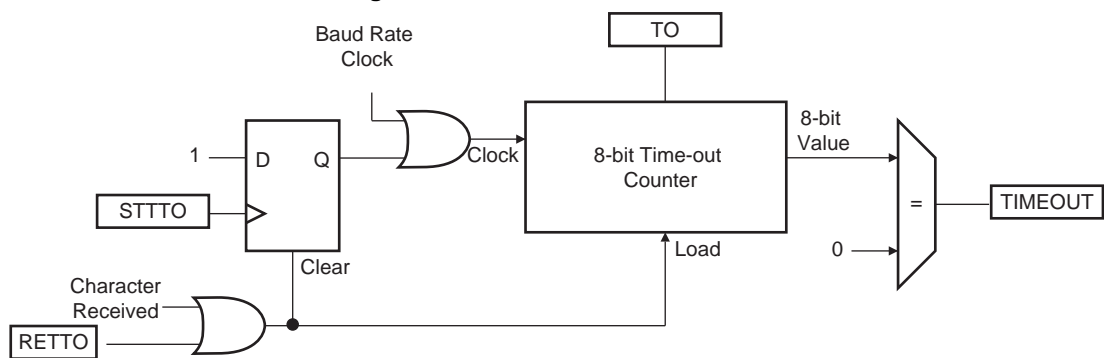 TO
Baud Rate
Clock
1
D
Q
Clock
8-bit Time-out
Counter
8-bit
Value
STTTO
=
TIMEOUT
0
Clear
Load
Character
Received
RETTO